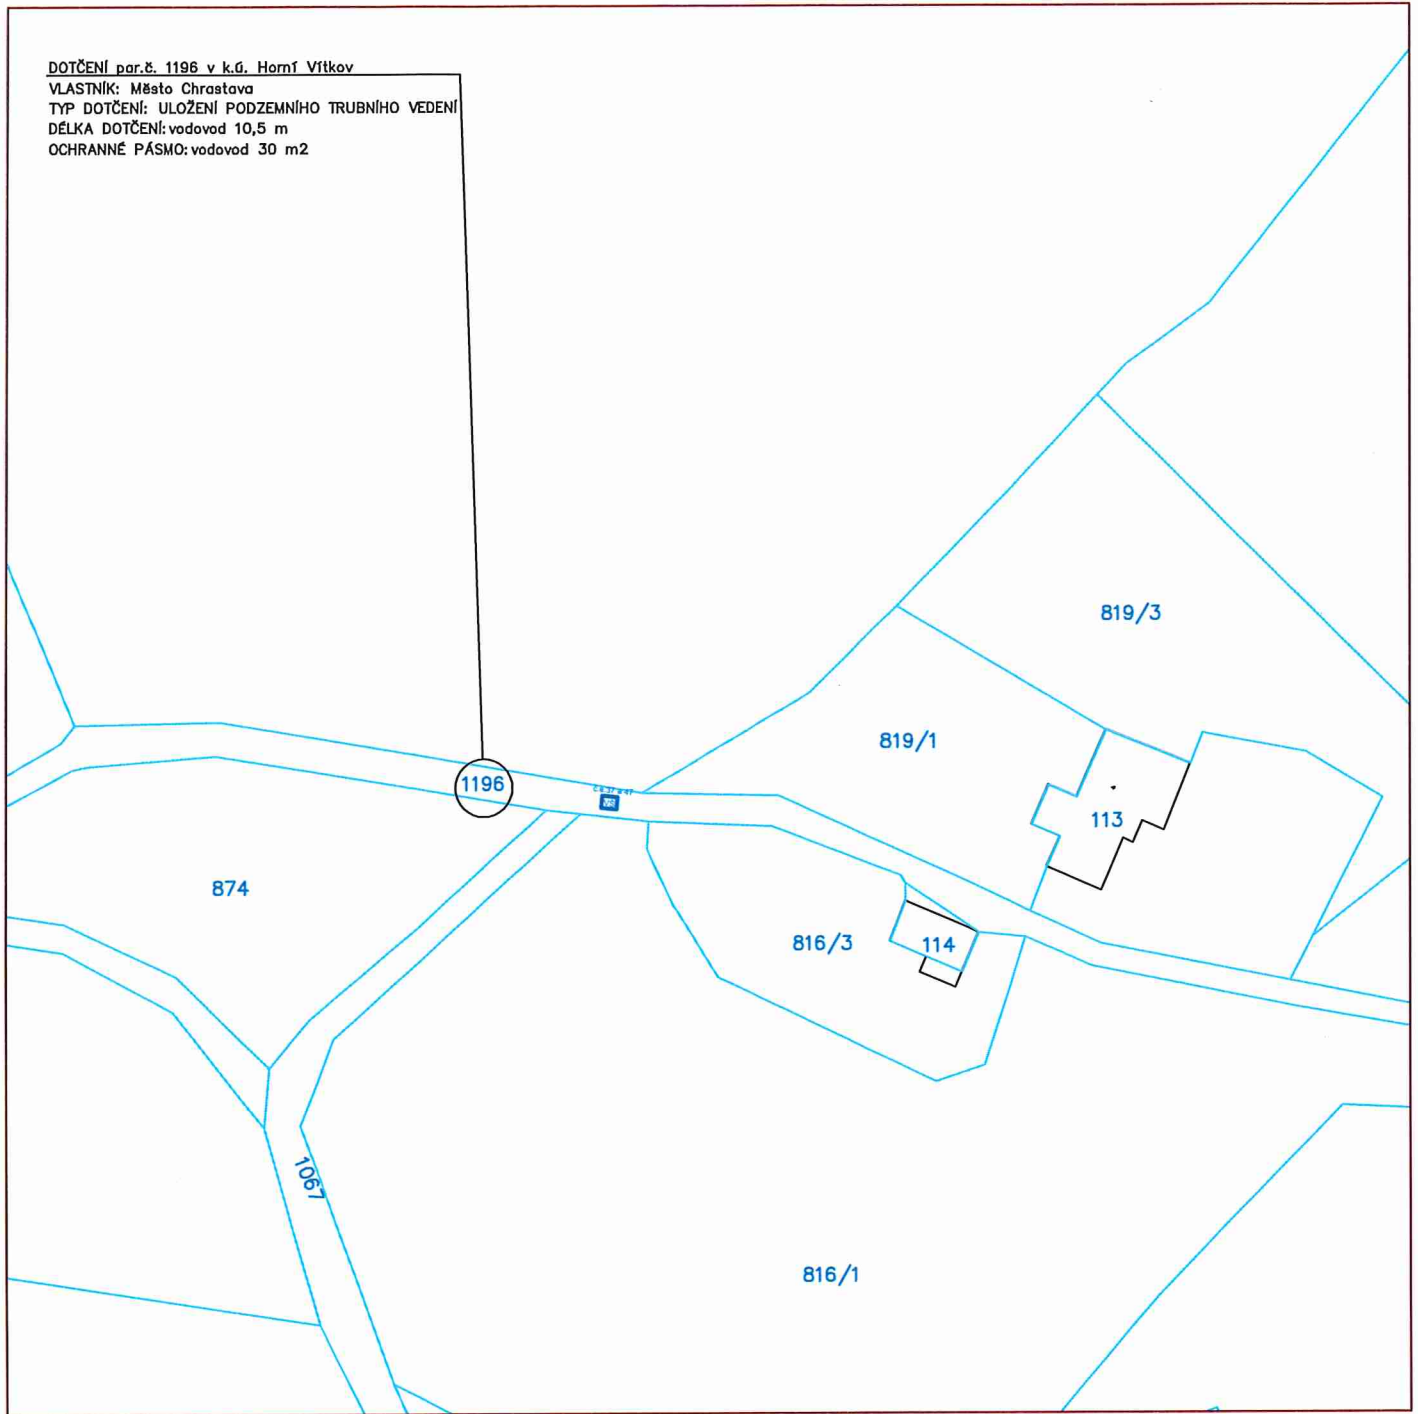 DOTČENÍ par.č. 1196 v k.ú. Horní Vítkov
VLASTNÍK: Město Chrastava
TYP DOTČENÍ: ULOŽENÍ PODZEMNÍHO TRUBNÍHO VEDENÍ
DÉLKA DOTČENÍ: vodovod 10,5 m
OCHRANNÉ PÁSMO: vodovod 30 m2
819/3
819/1
1196
113
874
816/3
114
1067
816/1